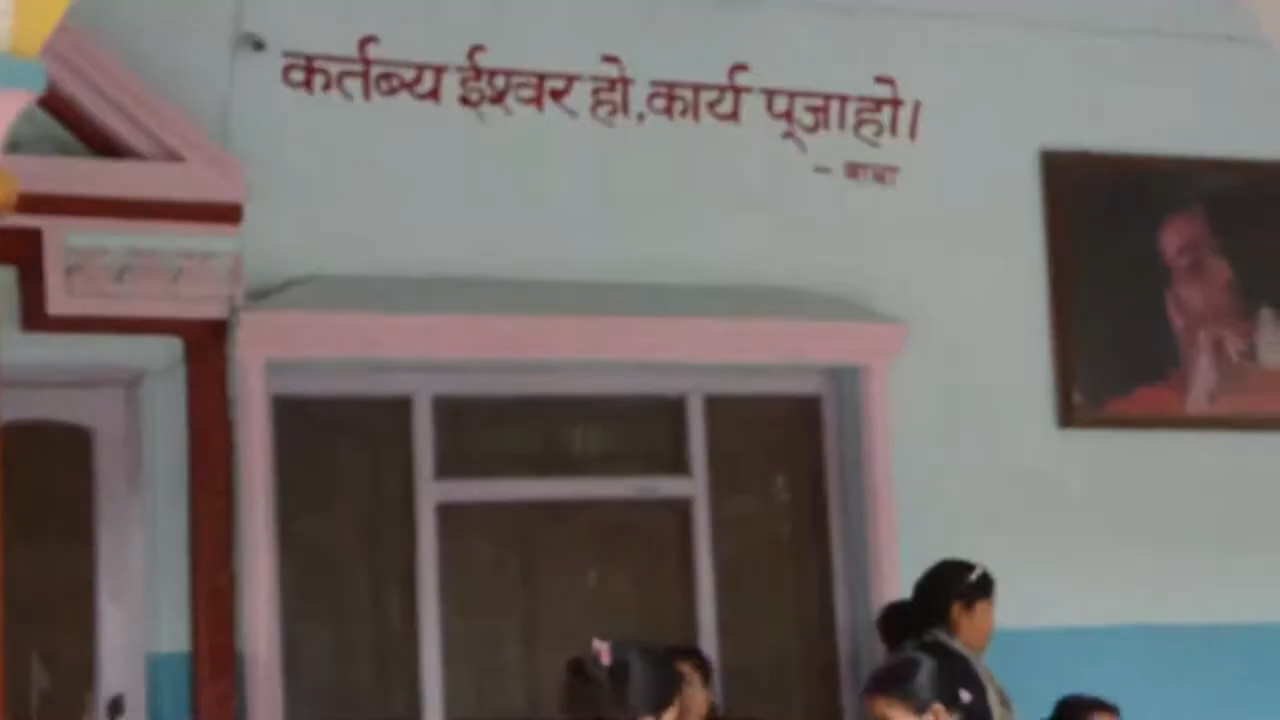 कर्तब्य ईश्वर हो,कार्य पूजा हो।
– बाबा